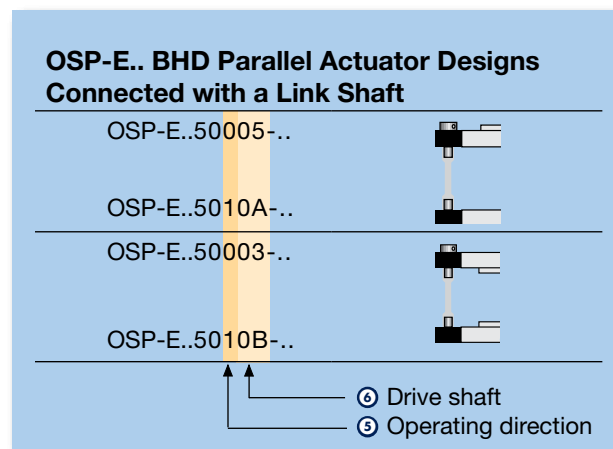 OSP-E.. BHD Parallel Actuator Designs
Connected with a Link Shaft
OSP-E..50005-..
OSP-E..5010A-..
OSP-E..50003-..
OSP-E..5010B-..
⑥ Drive shaft
⑤ Operating direction